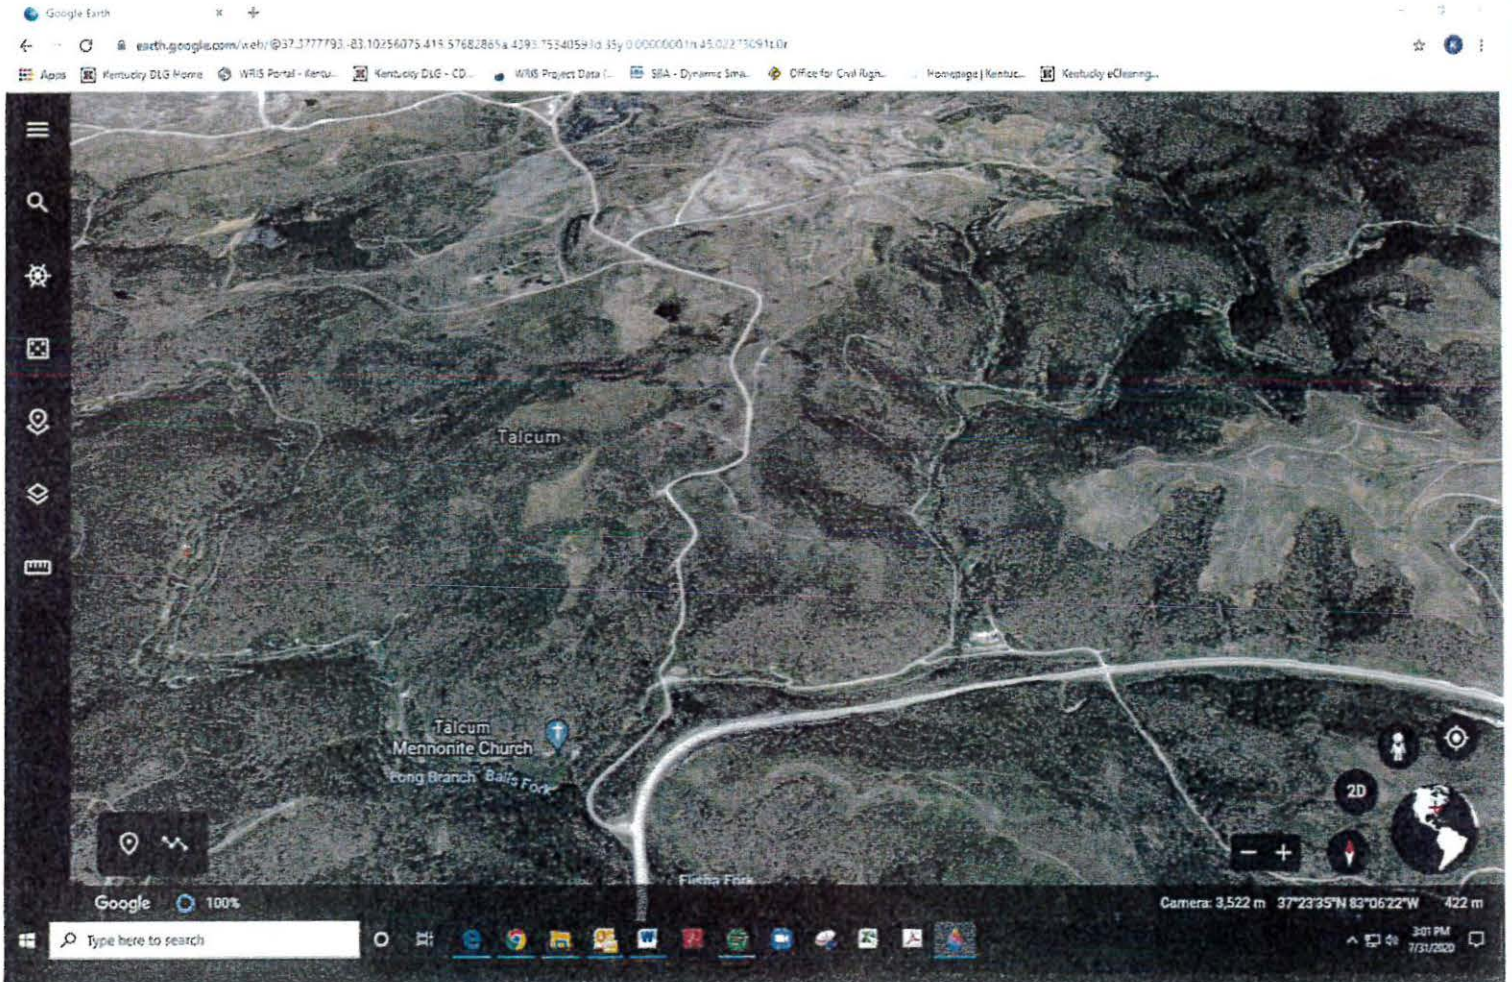 Google Earth
Apps Kentucky DLG Home WRIS Portal - Kentu... Kentucky DLG - CD... WRIS Project Data (... SBA - Dynamic Sma... Office for Civil Righ... Homepage | Kentuc... Kentucky eClearing...
Talcum
Talcum
Mennonite Church
Long Branch Balls Fork
2D
Elisha Fork
Google 100%
Camera: 3,522 m 37°23'35"N 83°06'22"W 422 m
Type here to search
3:01 PM
7/31/2020